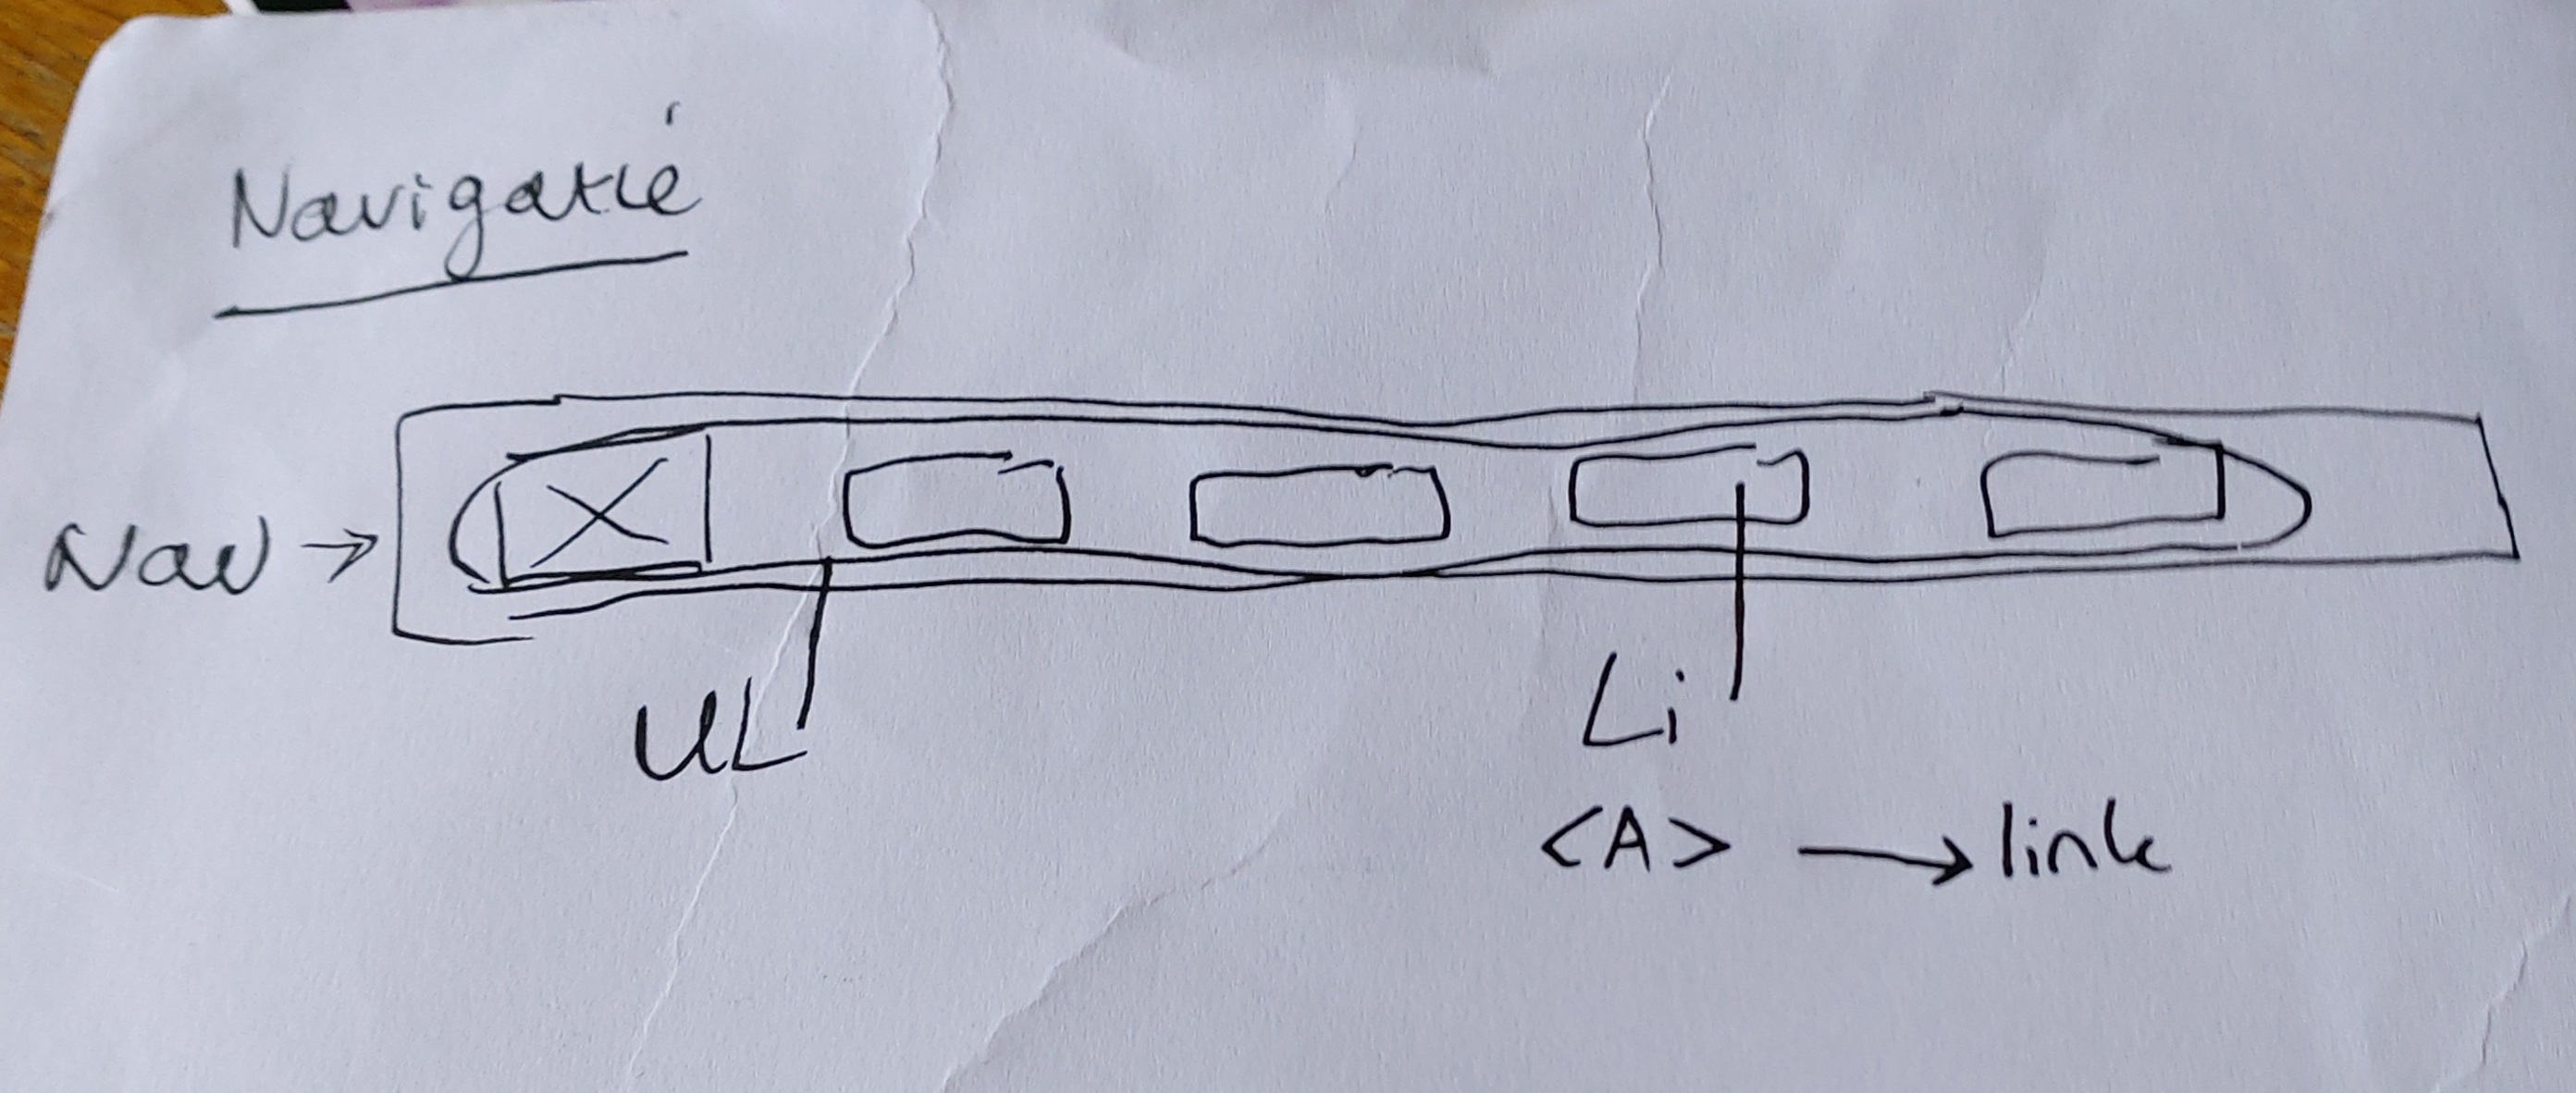 Navigatie
Nav →
UL
Li
<A> → link